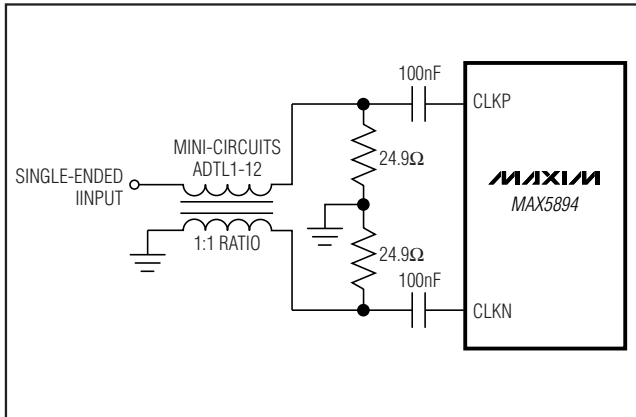 100nF
CLKP
MINI-CIRCUITS
ADTL1-12
24.9Ω
SINGLE-ENDED
IINPUT
MAXIM
MAX5894
1:1 RATIO
24.9Ω
100nF
CLKN